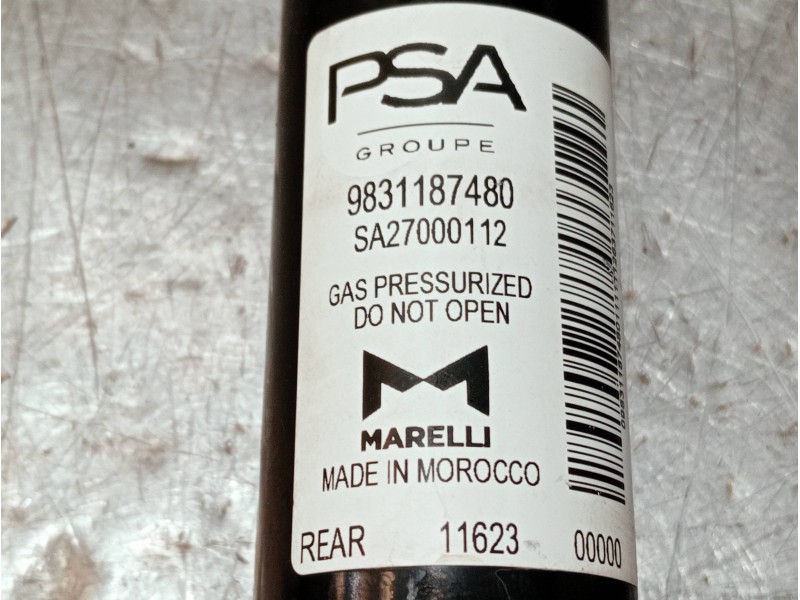 PSA
GROUPE
9831187480
SA27000112
GAS PRESSURIZED
DO NOT OPEN
MARELLI
MADE IN MOROCCO
REAR 11623 00000